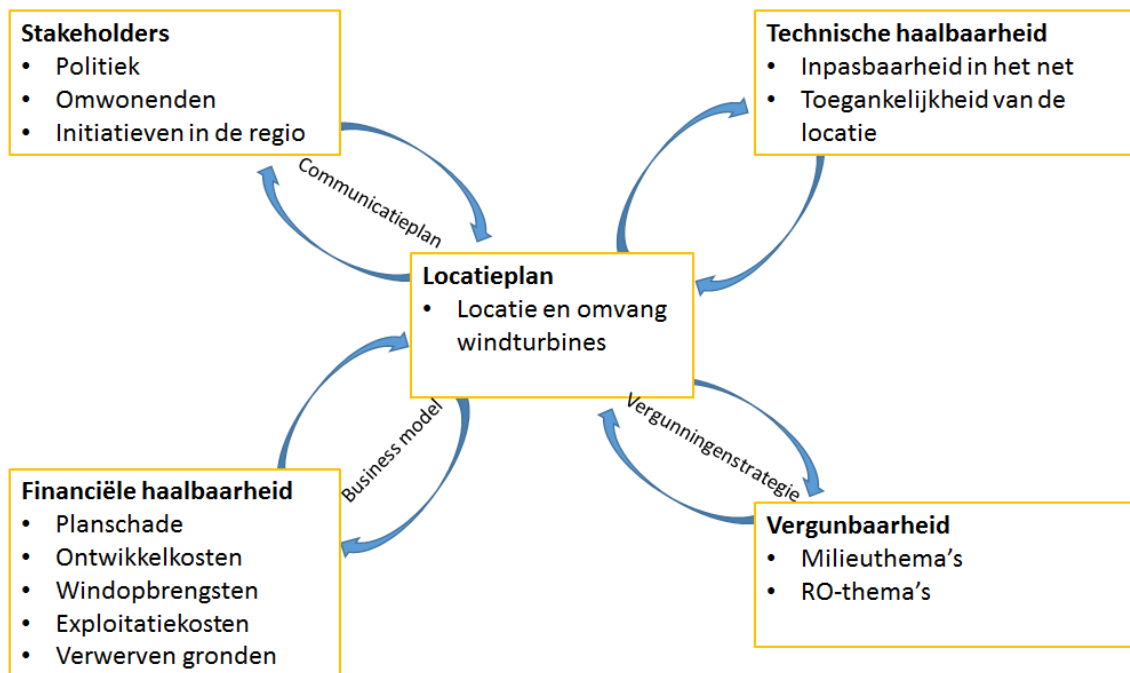 Stakeholders
• Politiek
• Omwonenden
• Initiatieven in de regio
Technische haalbaarheid
• Inpasbaarheid in het net
• Toegankelijkheid van de
locatie
Communicatieplan
Locatieplan
• Locatie en omvang
windturbines
Business model
Vergunningenstrategie
Financiële haalbaarheid
• Planschade
• Ontwikkelkosten
• Windopbrengsten
• Exploitatiekosten
• Verwerven gronden
Vergunbaarheid
• Milieuthema’s
• RO-thema’s